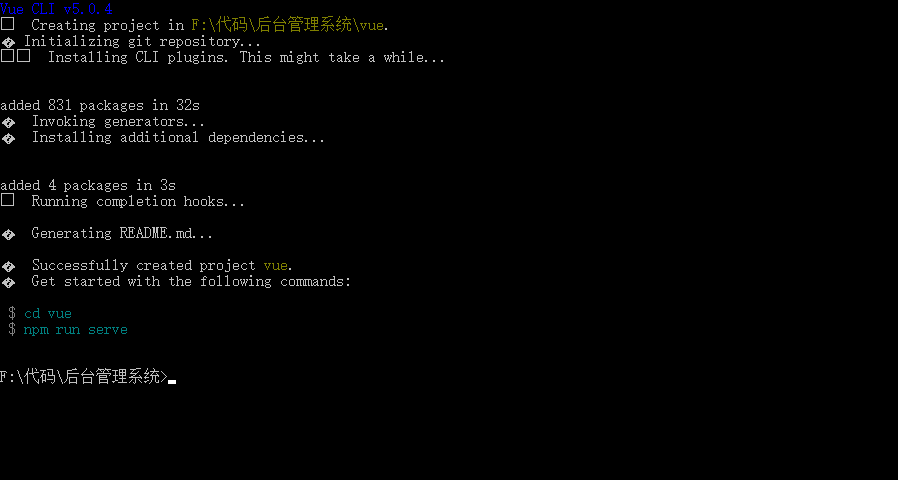 Vue CLI v5.0.4
Creating project in F:\代码\后台管理系统\vue.
� Initializing git repository...
Installing CLI plugins. This might take a while...
added 831 packages in 32s
� Invoking generators...
� Installing additional dependencies...
added 4 packages in 3s
Running completion hooks...
� Generating README.md...
� Successfully created project vue.
� Get started with the following commands:
$ cd vue
$ npm run serve
F:\代码\后台管理系统>